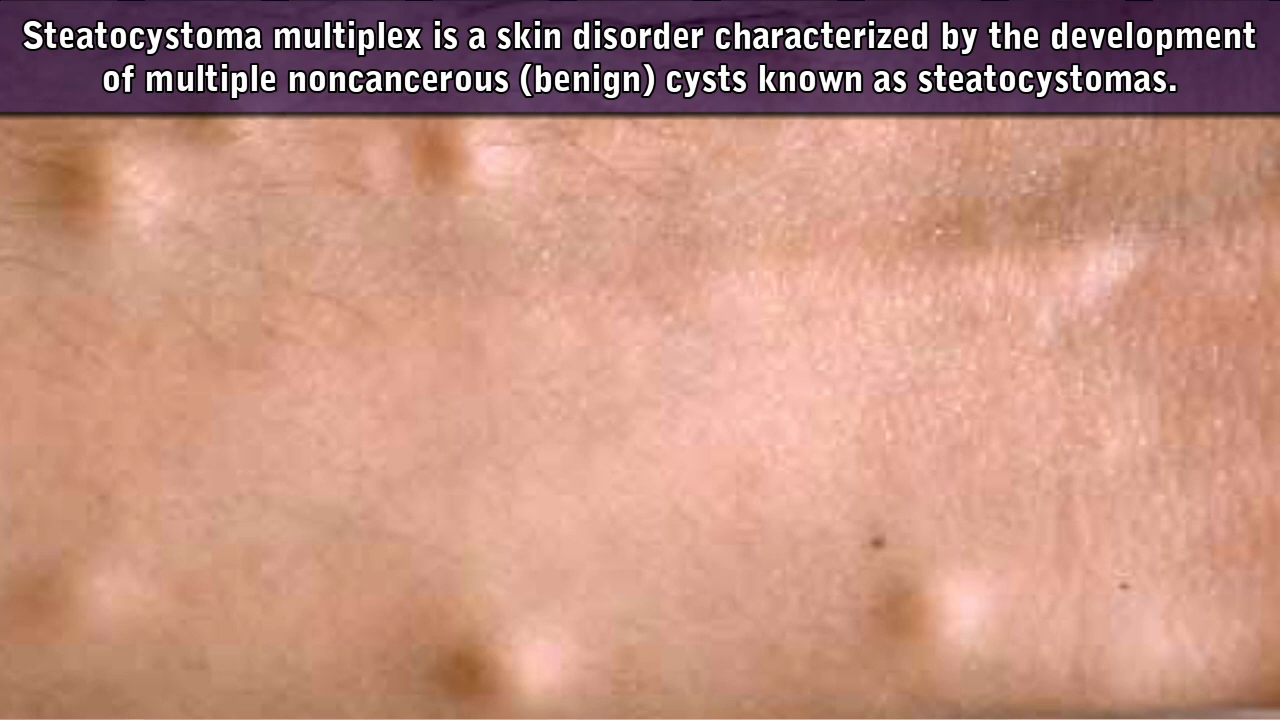 Steatocystoma multiplex is a skin disorder characterized by the development
of multiple noncancerous (benign) cysts known as steatocystomas.